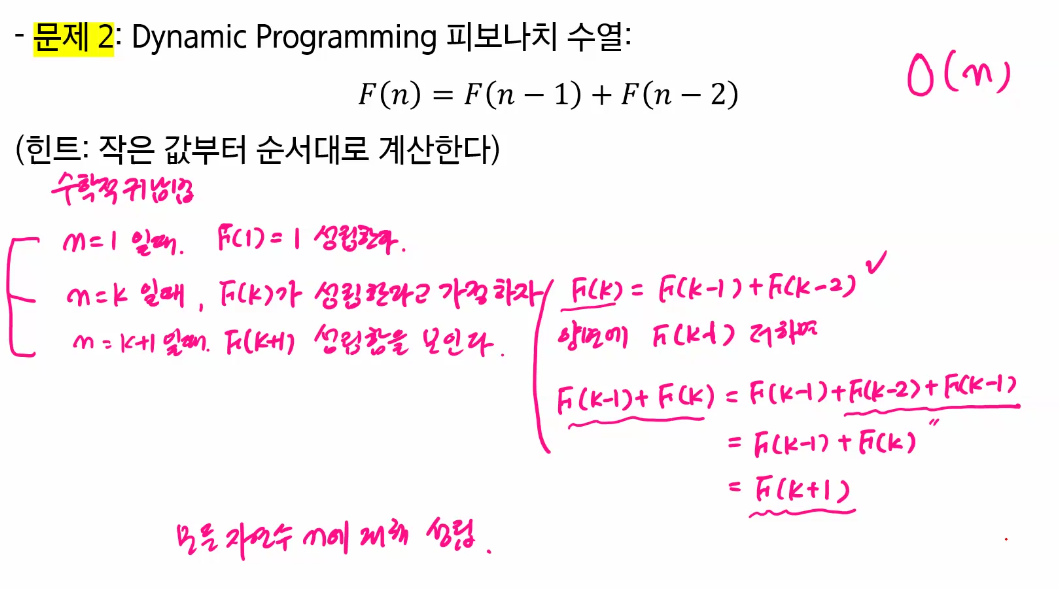 - 문제 2: Dynamic Programming 피보나치 수열:
O(n)
F(n) = F(n − 1) + F(n − 2)
(힌트: 작은 값부터 순서대로 계산한다)
수학적 귀납법
n=1 일때. F(1) = 1 성립한다.
n=k 일때, F(k)가 성립한다고 가정하자
n=k+1일때. F(k+1) 성립함을 보인다.
F(k) = F(k-1)+F(k-2)
양변에 F(k-1) 더하면
F(k-1)+F(k) = F(k-1)+F(k-2)+F(k-1)
= F(k-1)+F(k)
= F(k+1)
모든 자연수 n에 대해 성립.